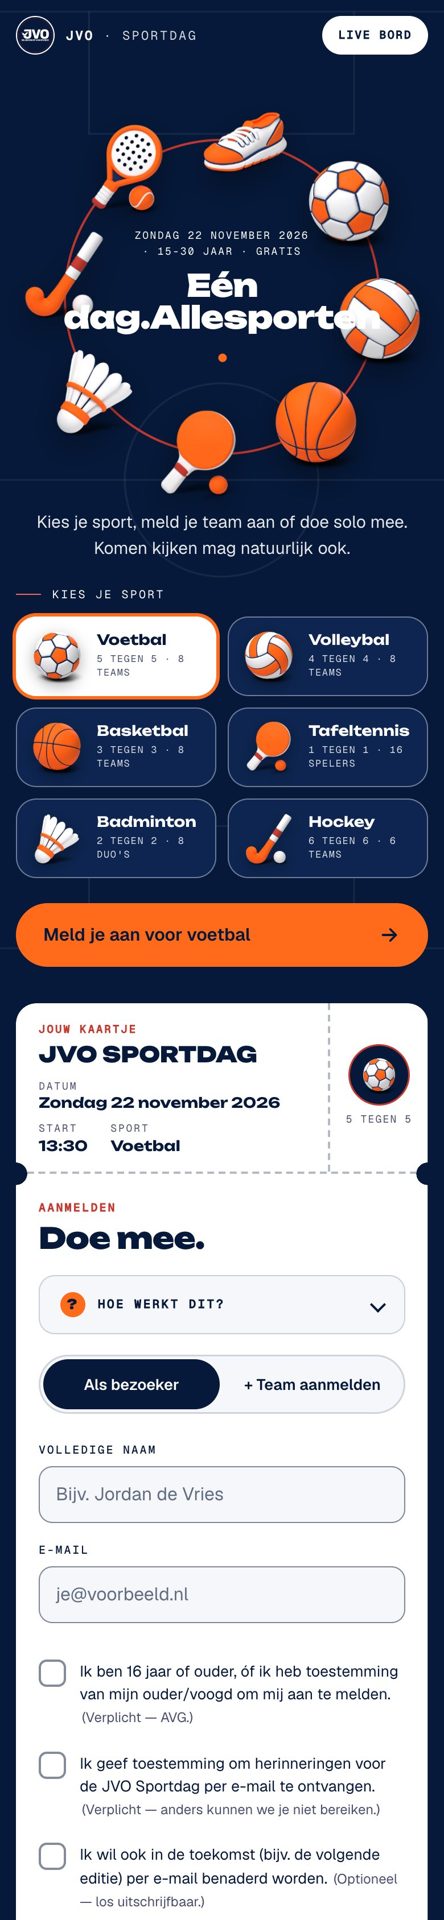 JVO
JVO · SPORTDAG
LIVE BORD
ZONDAG 22 NOVEMBER 2026
· 15-30 JAAR · GRATIS
Eén
dag.Allesporten
.
Kies je sport, meld je team aan of doe solo mee.
Komen kijken mag natuurlijk ook.
KIES JE SPORT
Voetbal
5 TEGEN 5 · 8
TEAMS
Volleybal
4 TEGEN 4 · 8
TEAMS
Basketbal
3 TEGEN 3 · 8
TEAMS
Tafeltennis
1 TEGEN 1 · 16
SPELERS
Badminton
2 TEGEN 2 · 8
DUO'S
Hockey
6 TEGEN 6 · 6
TEAMS
Meld je aan voor voetbal →
JOUW KAARTJE
JVO SPORTDAG
DATUM
Zondag 22 november 2026
START SPORT
13:30 Voetbal
5 TEGEN 5
AANMELDEN
Doe mee.
? HOE WERKT DIT?
Als bezoeker
+ Team aanmelden
VOLLEDIGE NAAM
Bijv. Jordan de Vries
E-MAIL
je@voorbeeld.nl
Ik ben 16 jaar of ouder, óf ik heb toestemming
van mijn ouder/voogd om mij aan te melden.
(Verplicht — AVG.)
Ik geef toestemming om herinneringen voor
de JVO Sportdag per e-mail te ontvangen.
(Verplicht — anders kunnen we je niet bereiken.)
Ik wil ook in de toekomst (bijv. de volgende
editie) per e-mail benaderd worden. (Optioneel
— los uitschrijfbaar.)